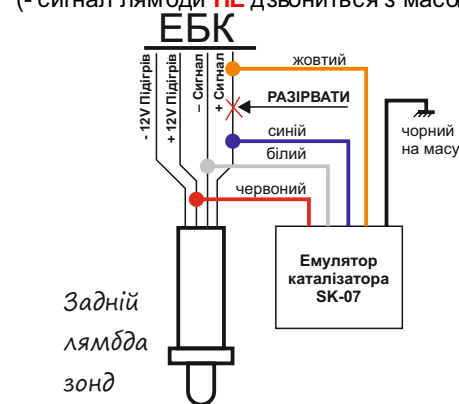 (- сигнал лямбди НЕ дзвониться з масо
ЕБК
- 12V Підігрів
+ 12V Підігрів
– Сигнал
+ Сигнал
жовтий
РАЗІРВАТИ
синій
білий
чорний
на масу
червоний
Емулятор
каталізатора
SK-07
Задній
лямбда
зонд